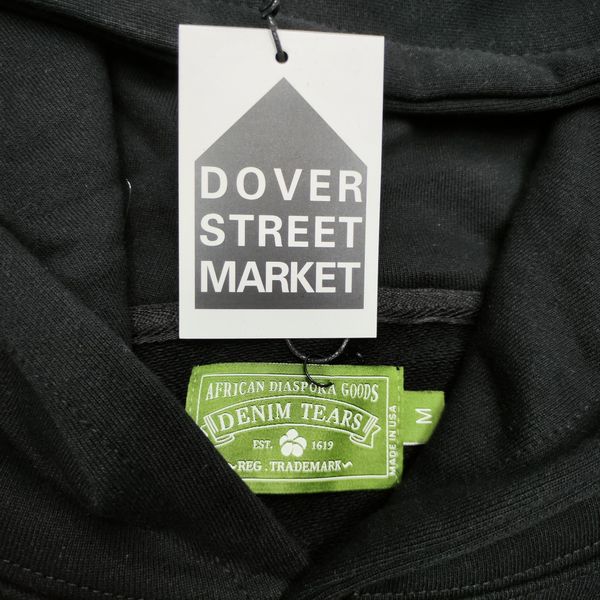 DOVER
STREET
MARKET
AFRICAN DIASPORA GOODS
DENIM TEARS
EST. 1619
~REG . TRADEMARK~
MADE IN USA
M